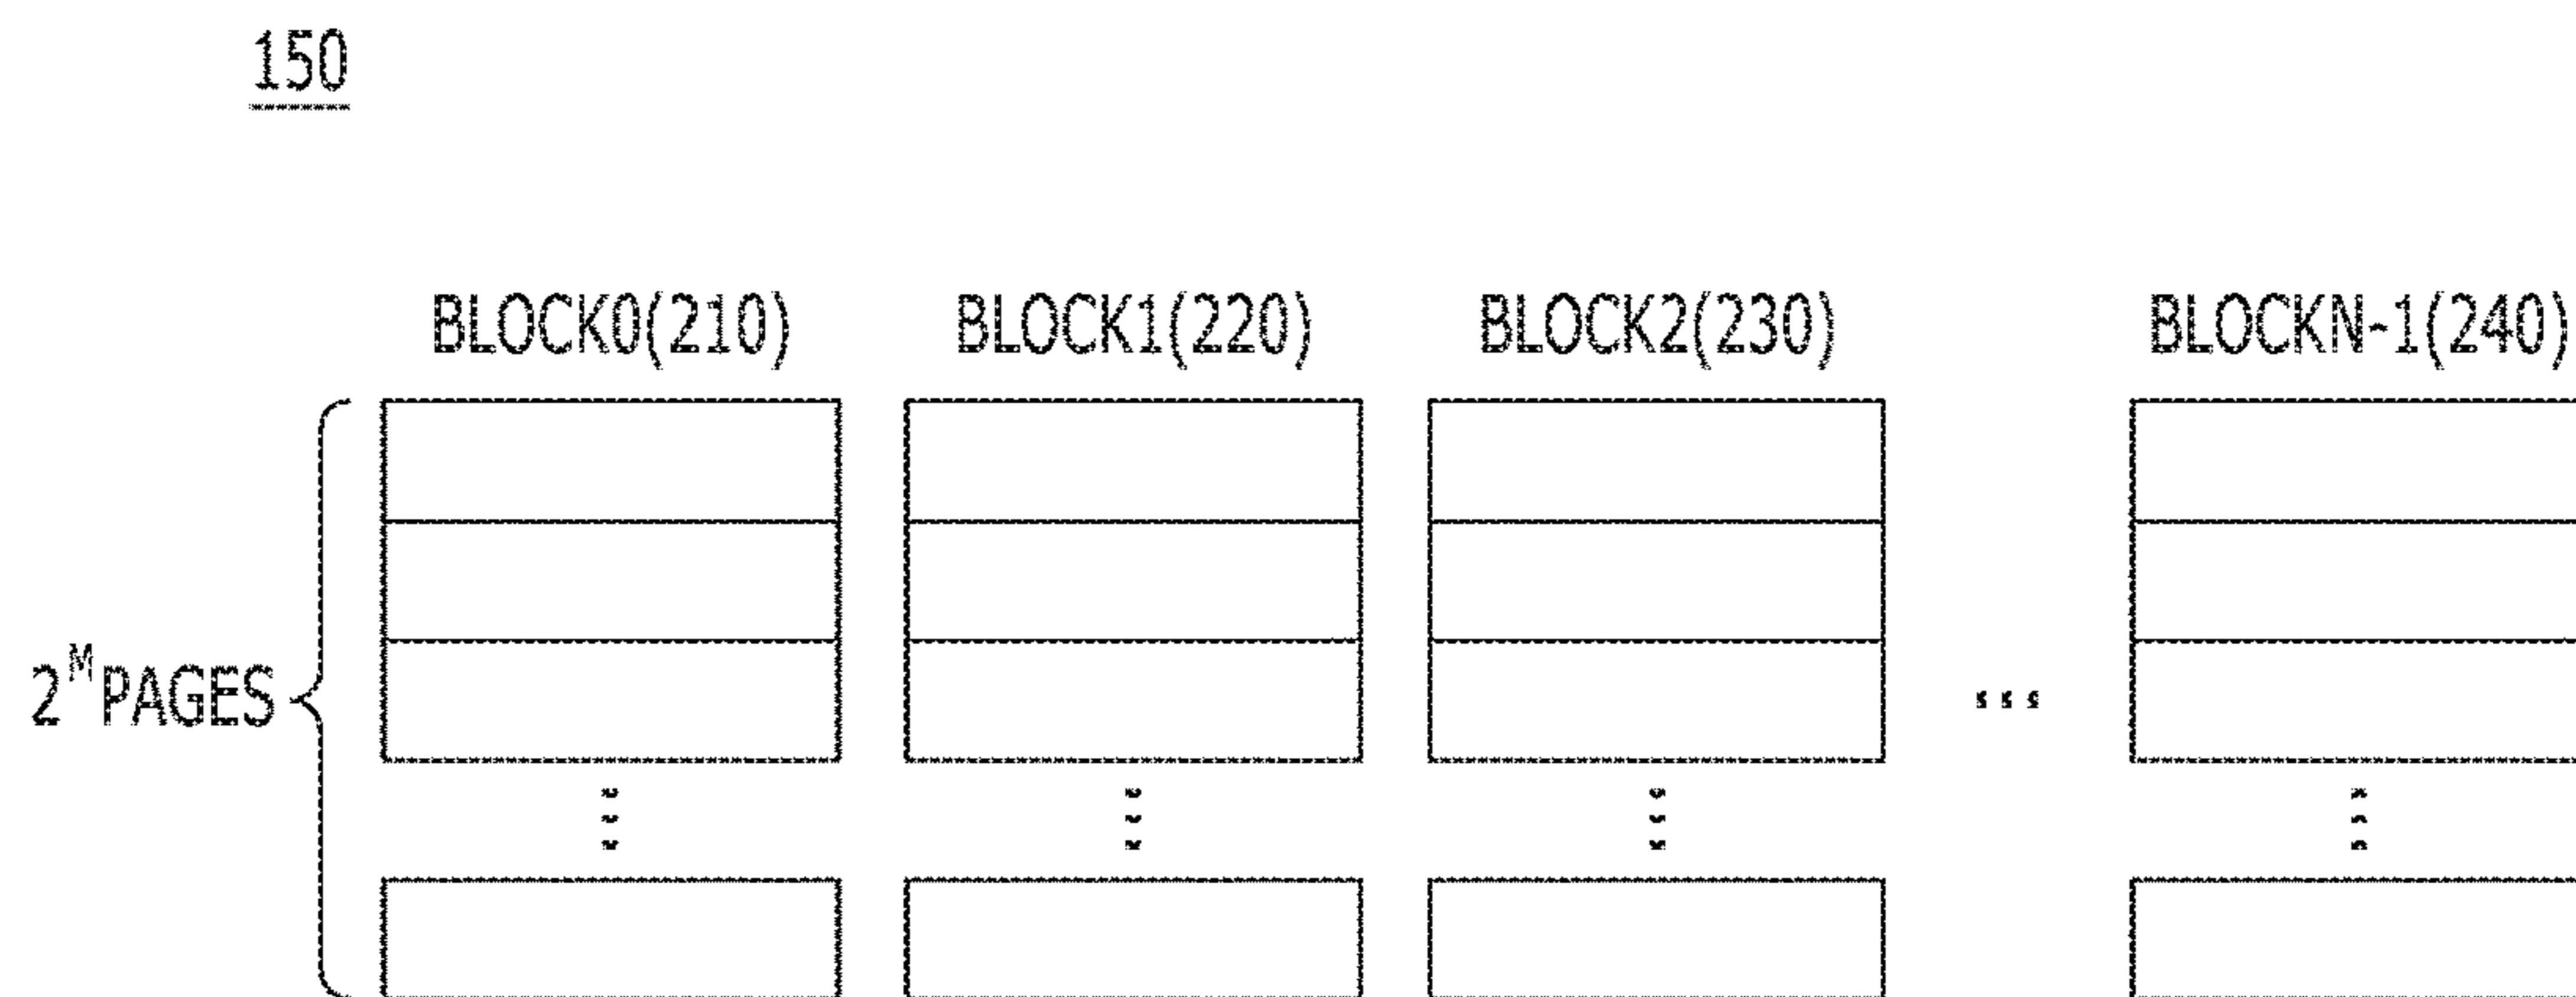 150
BLOCK0(210) BLOCK1(220) BLOCK2(230) BLOCKN-1(240)
2^M PAGES
...